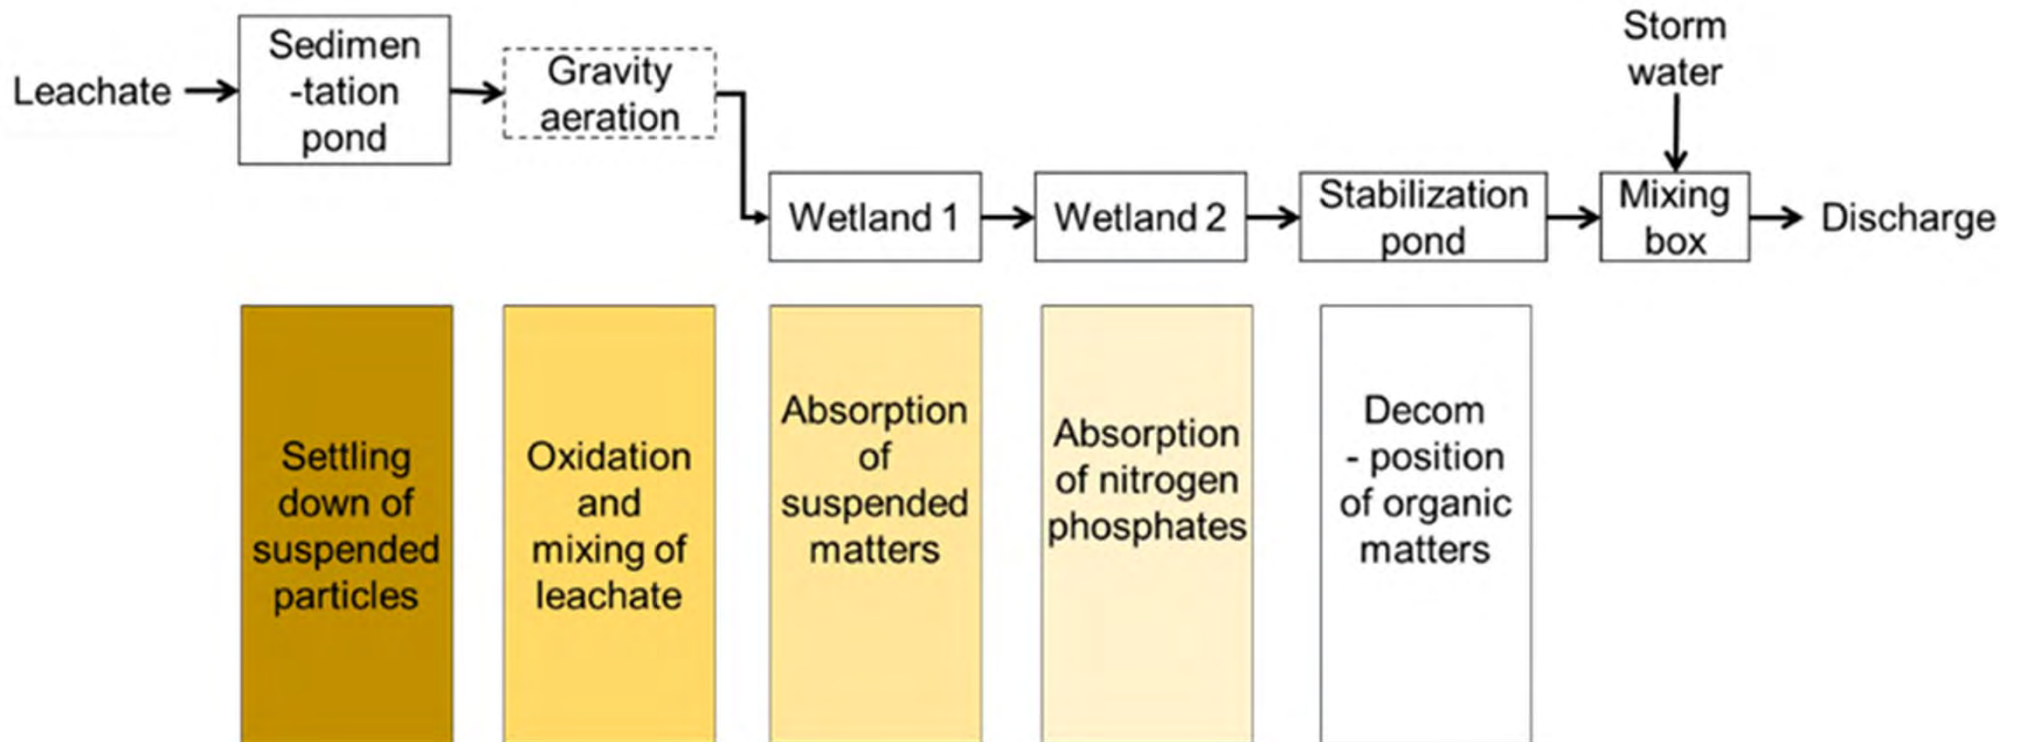 Leachate
Sedimen
-tation
pond
Gravity
aeration
Wetland 1
Wetland 2
Stabilization
pond
Storm
water
Mixing
box
Discharge
Settling
down of
suspended
particles
Oxidation
and
mixing of
leachate
Absorption
of
suspended
matters
Absorption
of nitrogen
phosphates
Decom
- position
of organic
matters